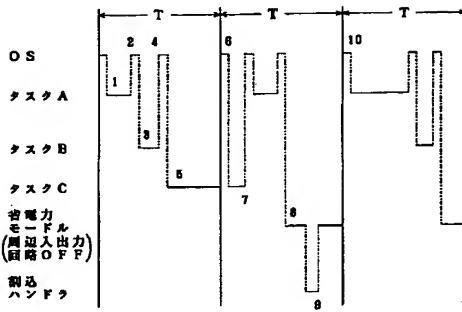 T T T
2 4 6 10
OS
1
タスクA
3
タスクB
5
タスクC
7
省電力
モードル
8
(周辺入出力
回路OFF)
割込
ハンドラ
9